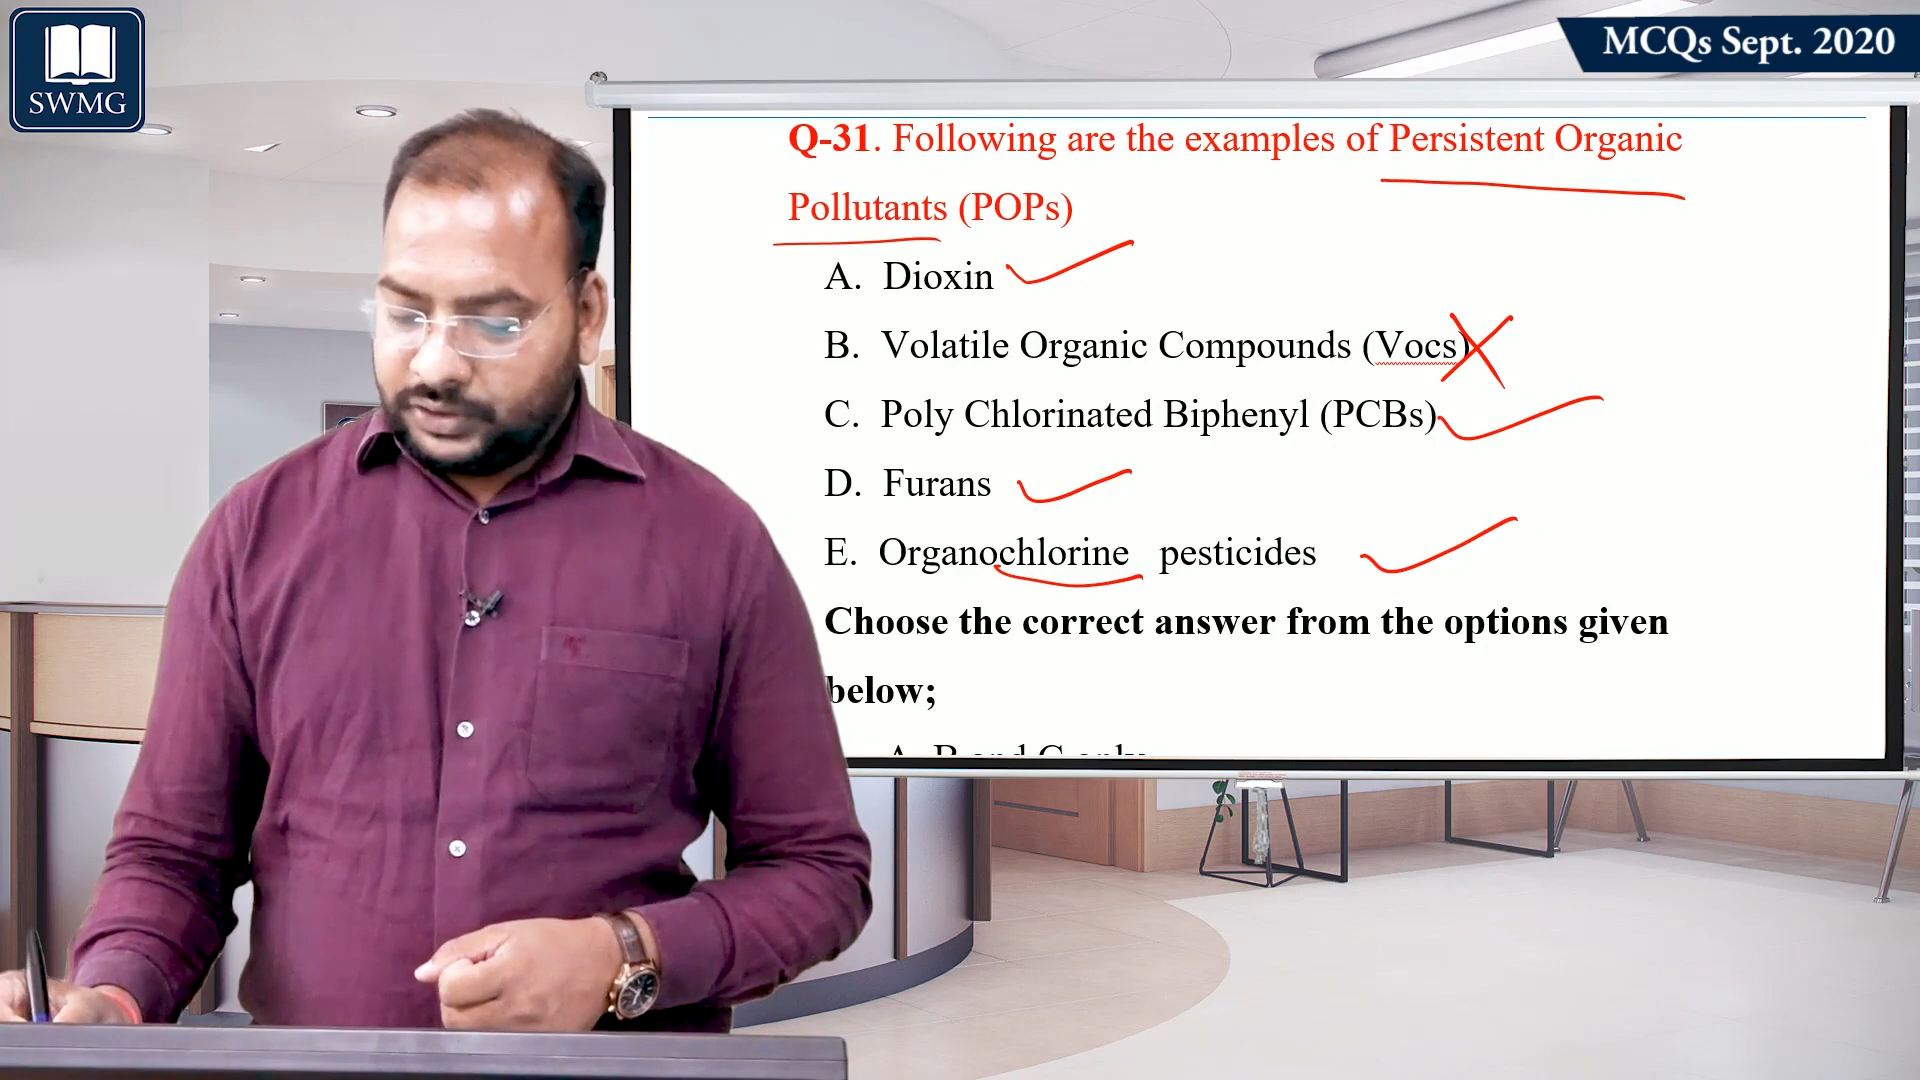 SWMG
MCQs Sept. 2020
Q-31. Following are the examples of Persistent Organic
Pollutants (POPs)
A. Dioxin
B. Volatile Organic Compounds (Vocs)
C. Poly Chlorinated Biphenyl (PCBs)
D. Furans
E. Organochlorine pesticides
Choose the correct answer from the options given
below;